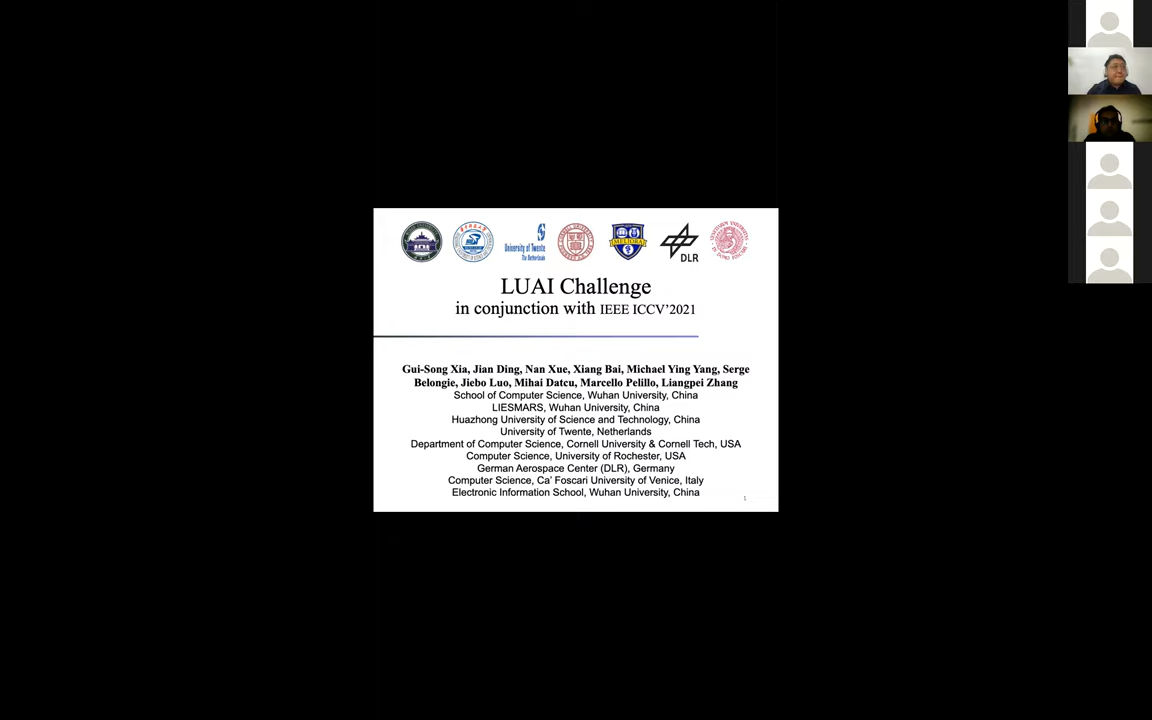 University of Twente
The Netherlands
MELIORA
DLR
LUAI Challenge
in conjunction with IEEE ICCV'2021
Gui-Song Xia, Jian Ding, Nan Xue, Xiang Bai, Michael Ying Yang, Serge
Belongie, Jiebo Luo, Mihai Datcu, Marcello Pelillo, Liangpei Zhang
School of Computer Science, Wuhan University, China
LIESMARS, Wuhan University, China
Huazhong University of Science and Technology, China
University of Twente, Netherlands
Department of Computer Science, Cornell University & Cornell Tech, USA
Computer Science, University of Rochester, USA
German Aerospace Center (DLR), Germany
Computer Science, Ca' Foscari University of Venice, Italy
Electronic Information School, Wuhan University, China
1